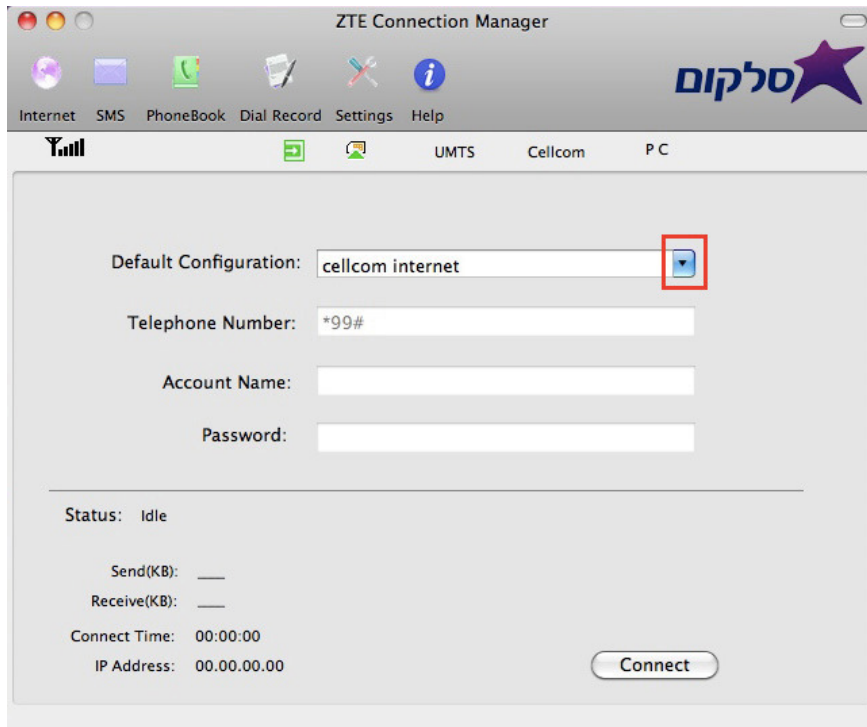 ZTE Connection Manager
סלקום
Internet SMS PhoneBook Dial Record Settings Help
UMTS Cellcom P C
Default Configuration: cellcom internet
Telephone Number: *99#
Account Name:
Password:
Status: Idle
Send(KB): ___
Receive(KB): ___
Connect Time: 00:00:00
IP Address: 00.00.00.00
Connect